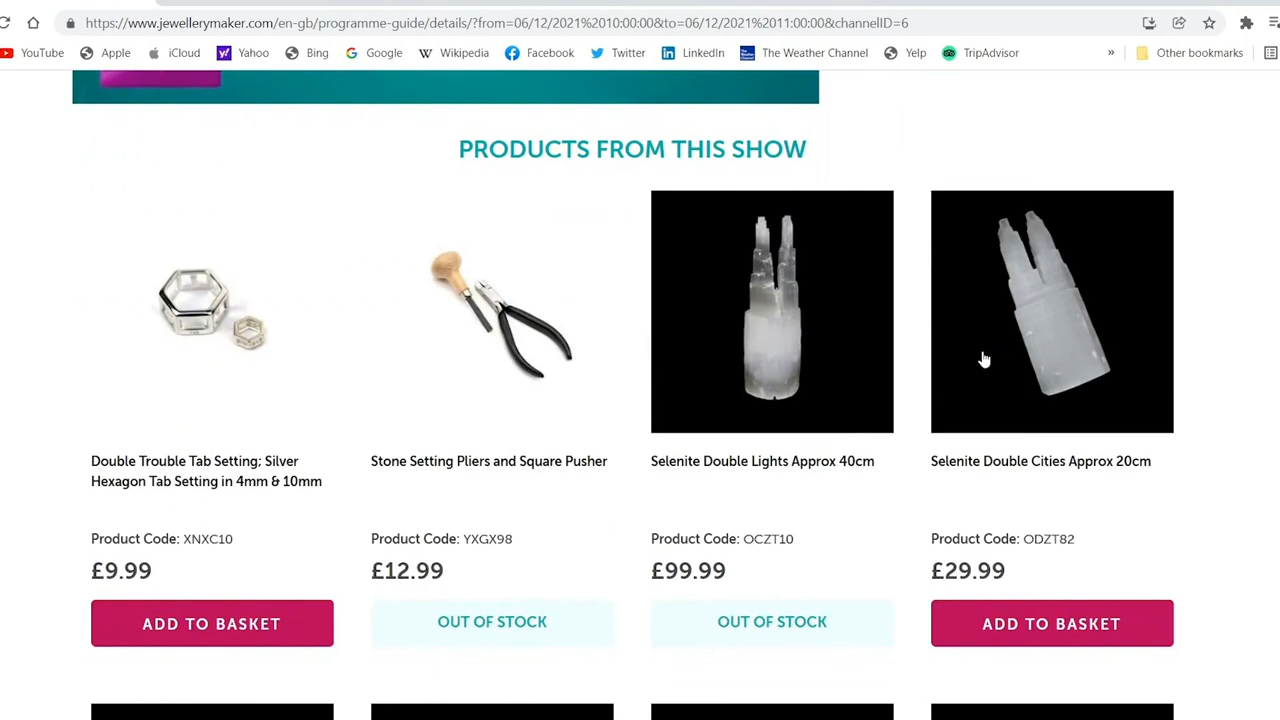 https://www.jewellerymaker.com/en-gb/programme-guide/details/?from=06/12/2021%2010:00:00&to=06/12/2021%2011:00:00&channelID=6
YouTube Apple iCloud Yahoo Bing Google Wikipedia Facebook Twitter LinkedIn The Weather Channel Yelp TripAdvisor » Other bookmarks
PRODUCTS FROM THIS SHOW
Double Trouble Tab Setting; Silver
Hexagon Tab Setting in 4mm & 10mm
Product Code: XNXC10
£9.99
ADD TO BASKET
Stone Setting Pliers and Square Pusher
Product Code: YXGX98
£12.99
OUT OF STOCK
Selenite Double Lights Approx 40cm
Product Code: OCZT10
£99.99
OUT OF STOCK
Selenite Double Cities Approx 20cm
Product Code: ODZT82
£29.99
ADD TO BASKET